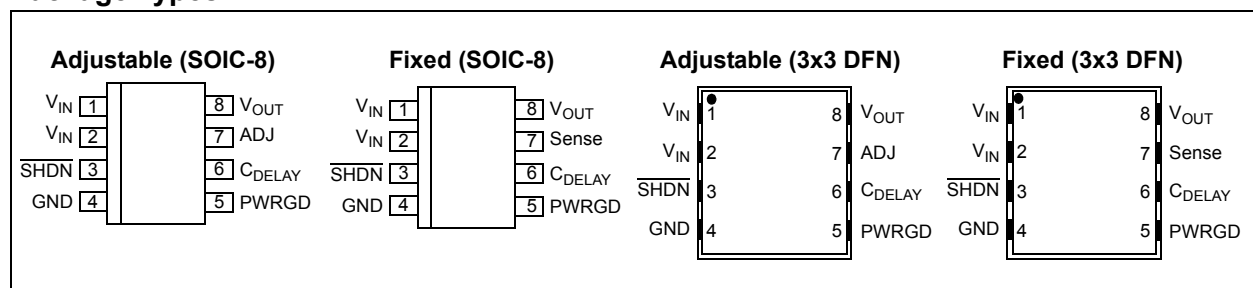 Adjustable (SOIC-8)
VIN 1
VIN 2
SHDN 3
GND 4
8 VOUT
7 ADJ
6 CDELAY
5 PWRGD
Fixed (SOIC-8)
VIN 1
VIN 2
SHDN 3
GND 4
8 VOUT
7 Sense
6 CDELAY
5 PWRGD
Adjustable (3x3 DFN)
VIN 1
VIN 2
SHDN 3
GND 4
8 VOUT
7 ADJ
6 CDELAY
5 PWRGD
Fixed (3x3 DFN)
VIN 1
VIN 2
SHDN 3
GND 4
8 VOUT
7 Sense
6 CDELAY
5 PWRGD